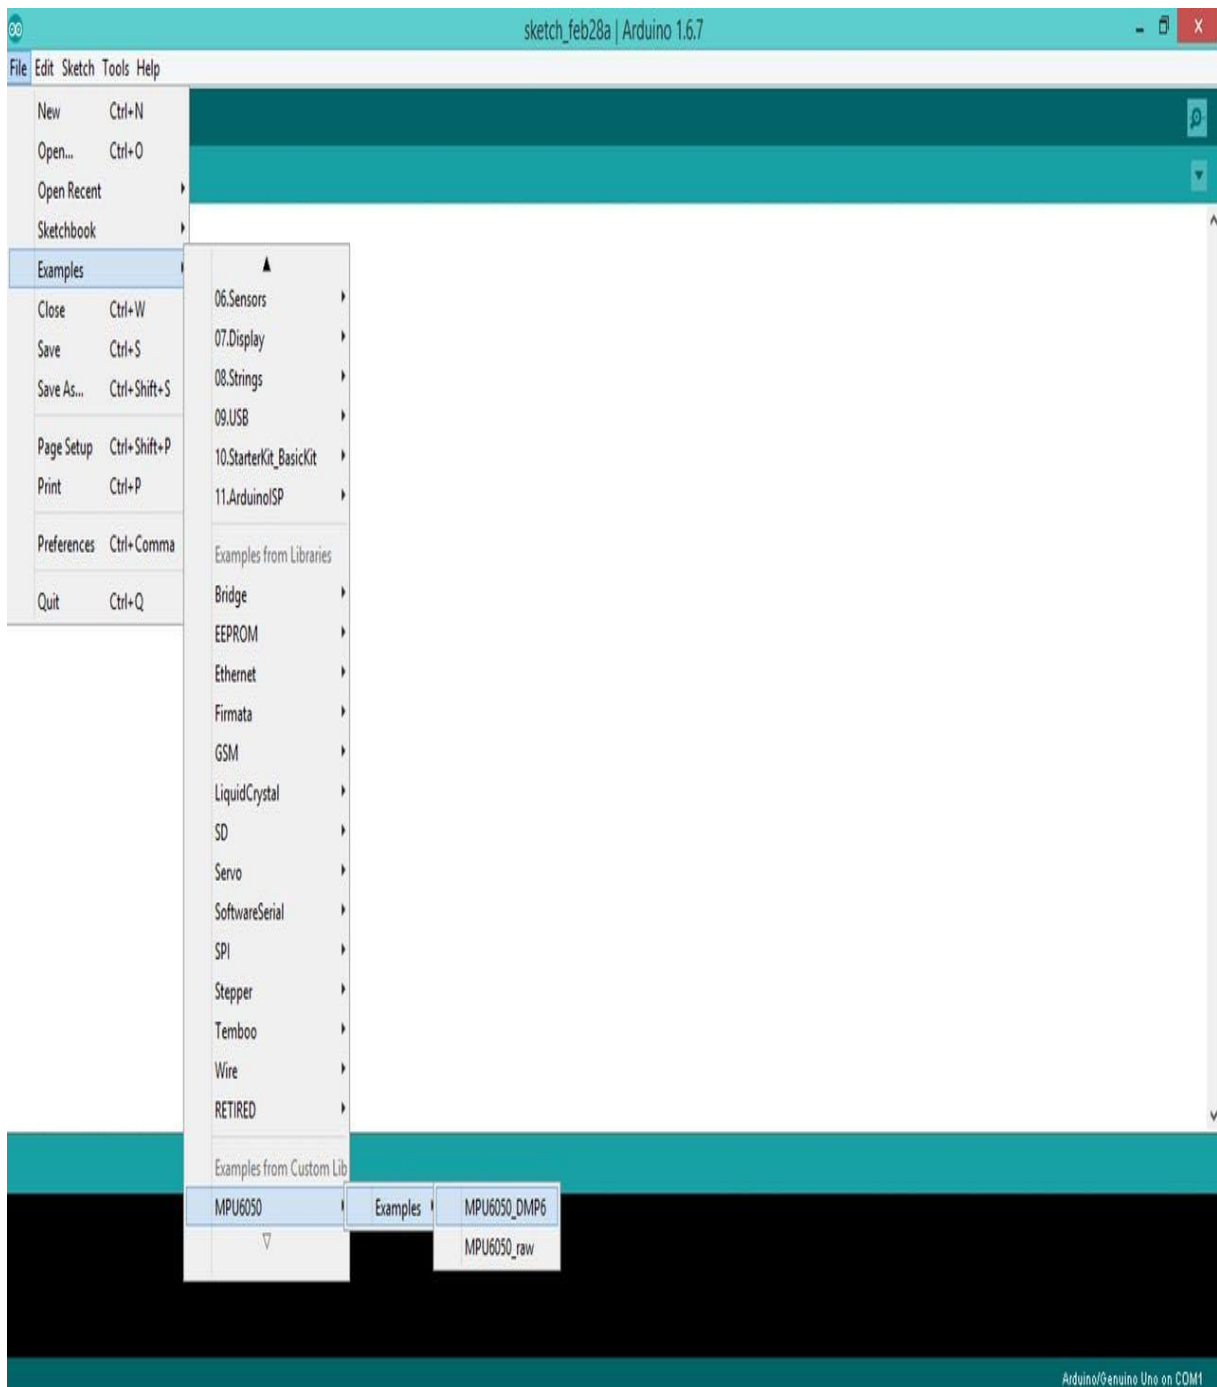 sketch_feb28a | Arduino 1.6.7
File Edit Sketch Tools Help
New Ctrl+N
Open... Ctrl+O
Open Recent
Sketchbook
Examples
Close Ctrl+W
Save Ctrl+S
Save As... Ctrl+Shift+S
Page Setup Ctrl+Shift+P
Print Ctrl+P
Preferences Ctrl+Comma
Quit Ctrl+Q
06.Sensors
07.Display
08.Strings
09.USB
10.StarterKit_BasicKit
11.ArduinoISP
Examples from Libraries
Bridge
EEPROM
Ethernet
Firmata
GSM
LiquidCrystal
SD
Servo
SoftwareSerial
SPI
Stepper
Temboo
Wire
RETIRED
Examples from Custom Lib
MPU6050
Examples
MPU6050_DMP6
MPU6050_raw
Arduino/Genuino Uno on COM1